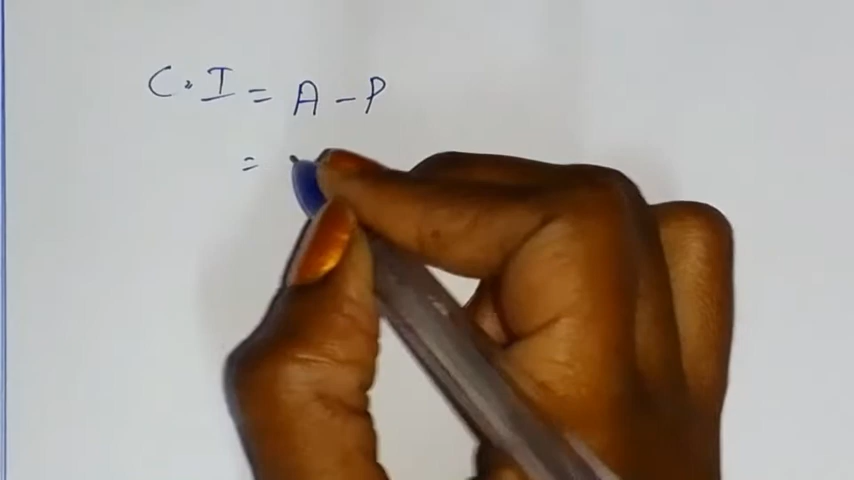 C.I = A - P
=